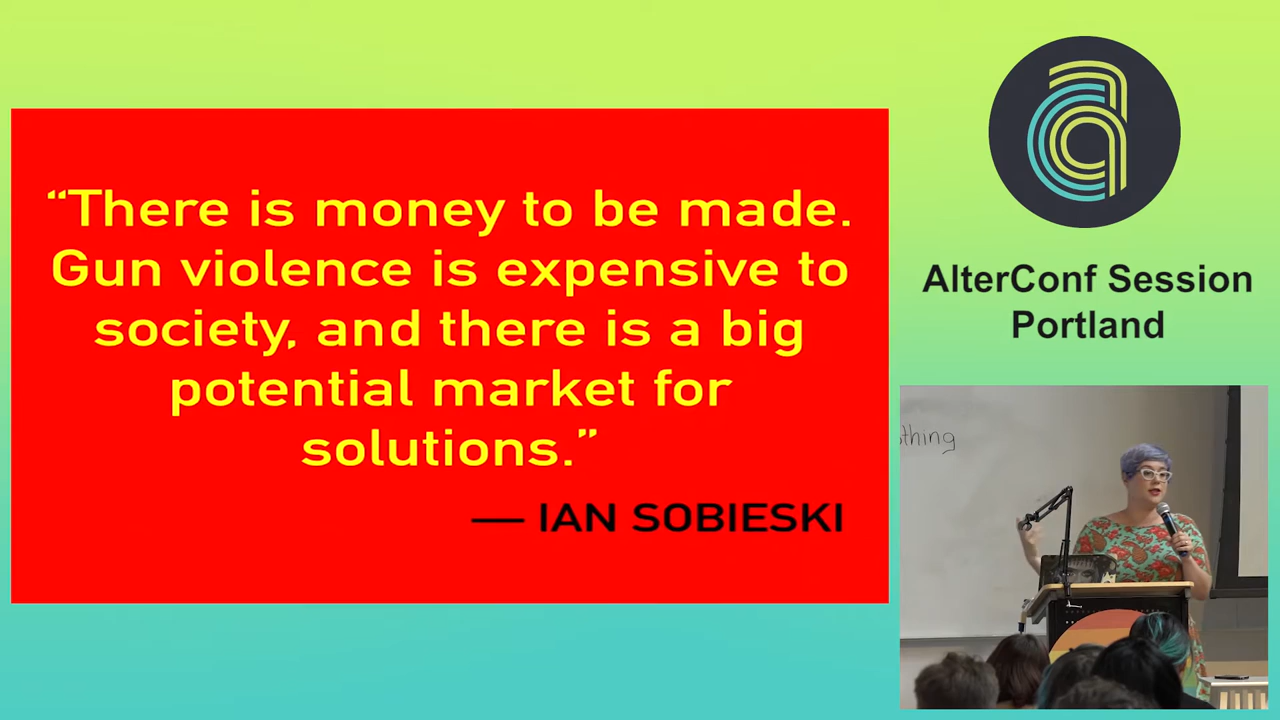 “There is money to be made.
Gun violence is expensive to
society, and there is a big
potential market for
solutions.”
— IAN SOBIESKI
AlterConf Session
Portland